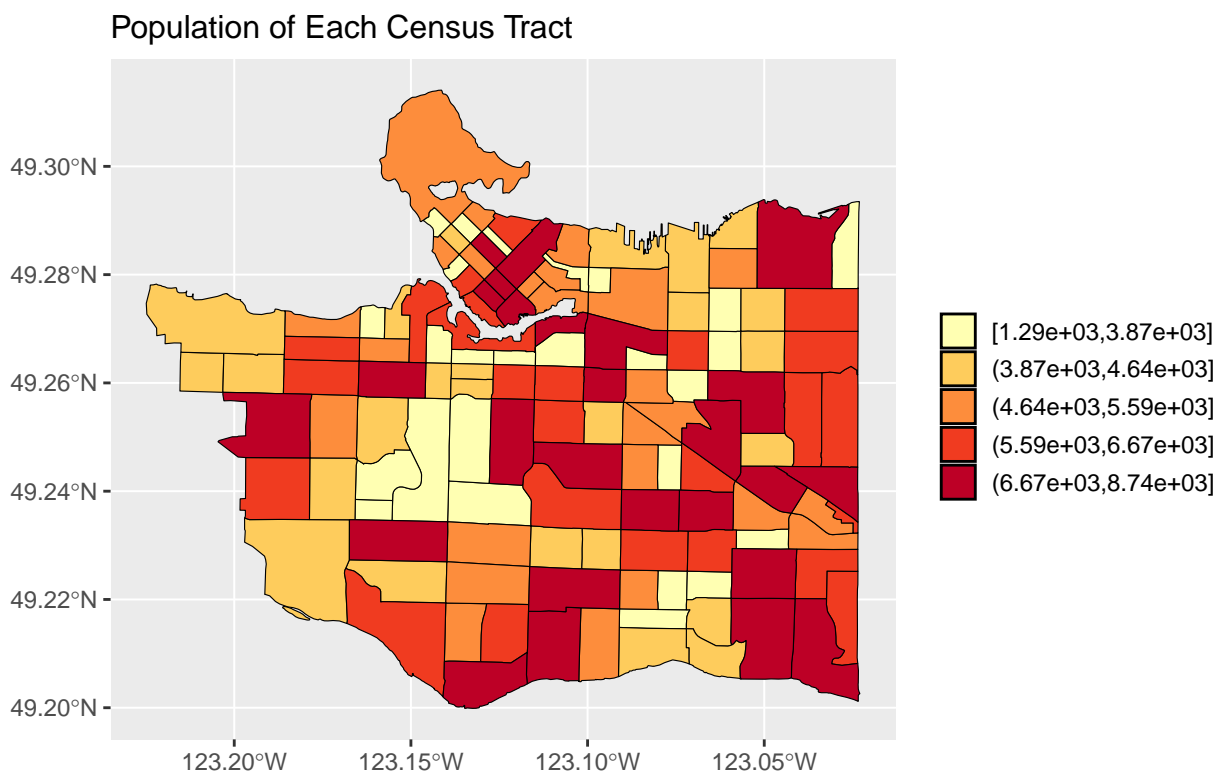 Population of Each Census Tract
49.30°N
49.28°N
49.26°N
49.24°N
49.22°N
49.20°N
123.20°W
123.15°W
123.10°W
123.05°W
[1.29e+03,3.87e+03]
(3.87e+03,4.64e+03]
(4.64e+03,5.59e+03]
(5.59e+03,6.67e+03]
(6.67e+03,8.74e+03]